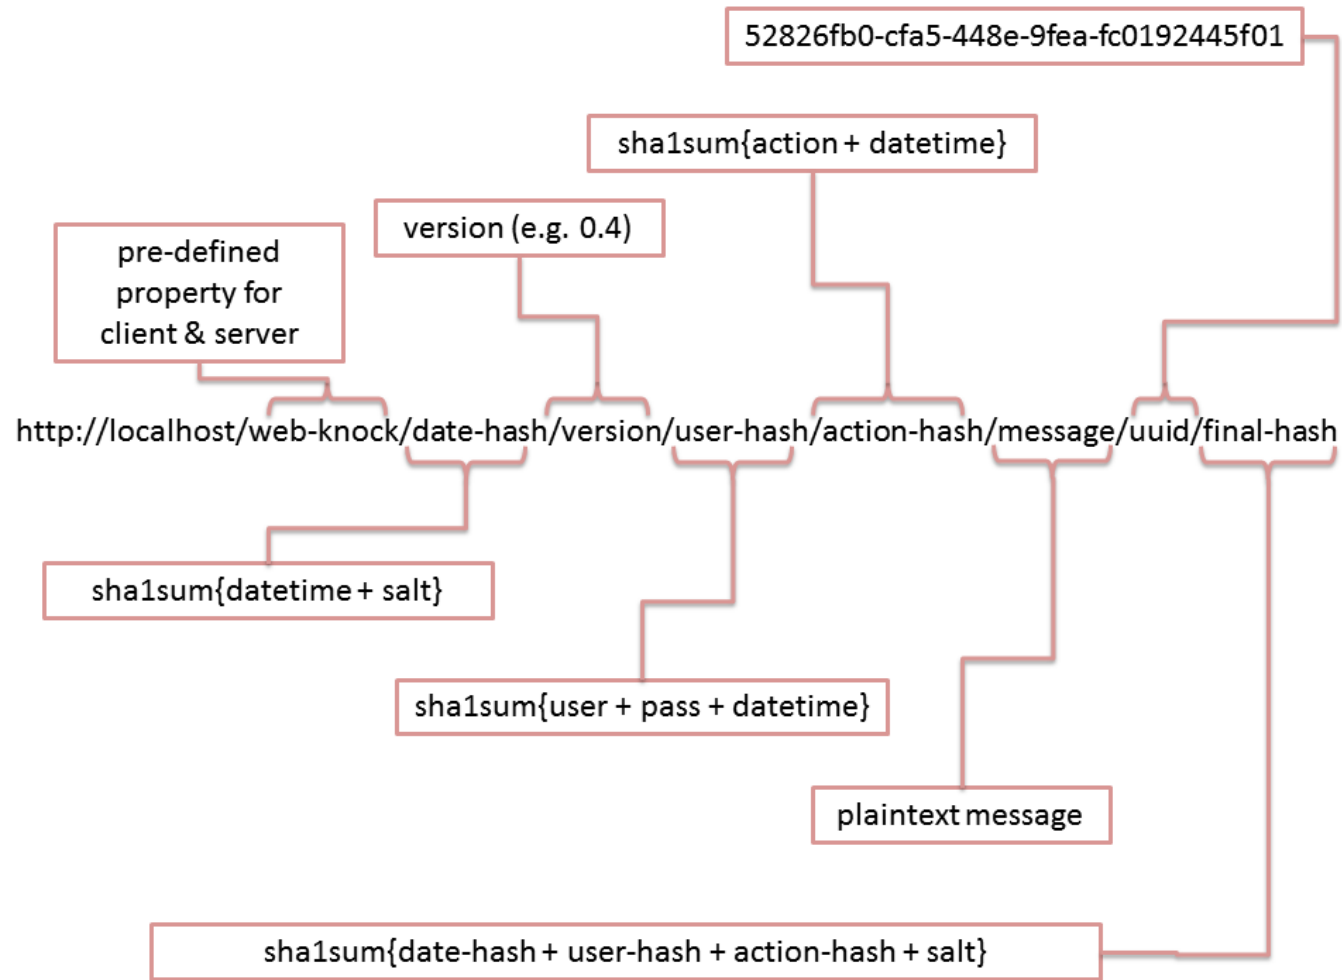 52826fb0-cfa5-448e-9fea-fc0192445f01
sha1sum{action + datetime}
version (e.g. 0.4)
pre-defined
property for
client & server
http://localhost/web-knock/date-hash/version/user-hash/action-hash/message/uuid/final-hash
sha1sum{datetime + salt}
sha1sum{user + pass + datetime}
plaintext message
sha1sum{date-hash + user-hash + action-hash + salt}